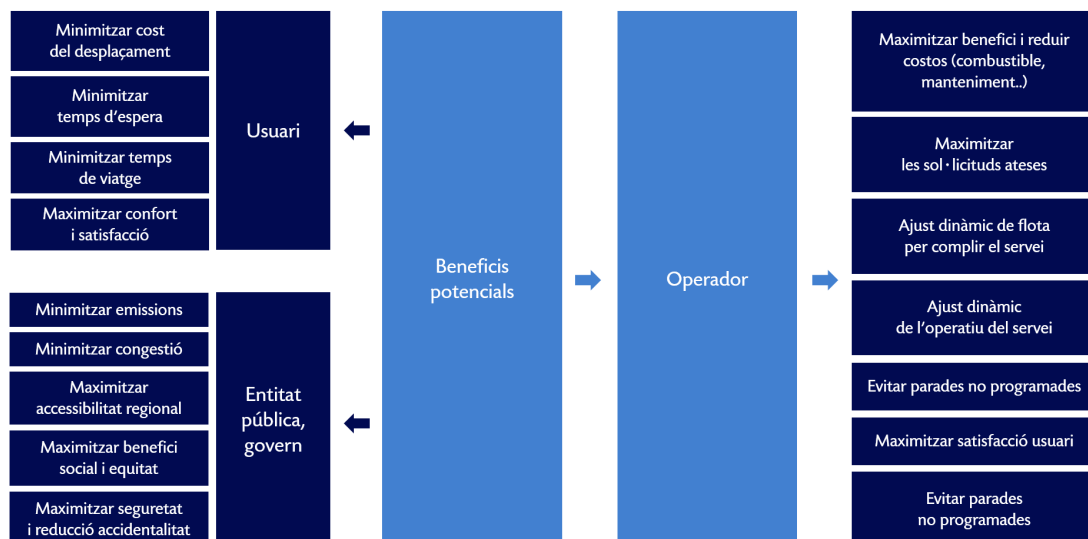 Minimitzar cost
del desplaçament
Minimitzar
temps d'espera
Minimitzar temps
de viatge
Maximitzar confort
i satisfacció
Usuari
Minimitzar emissions
Minimitzar congestió
Maximitzar
accessibilitat regional
Maximitzar benefici
social i equitat
Maximitzar seguretat
i reducció accidentalitat
Entitat
pública,
govern
Beneficis
potencials
Operador
Maximitzar benefici i reduir
costos (combustible,
manteniment..)
Maximitzar
les sol·licituds ateses
Ajust dinàmic de flota
per complir el servei
Ajust dinàmic
de l'operatiu del servei
Evitar parades no programades
Maximitzar satisfacció usuari
Evitar parades
no programades